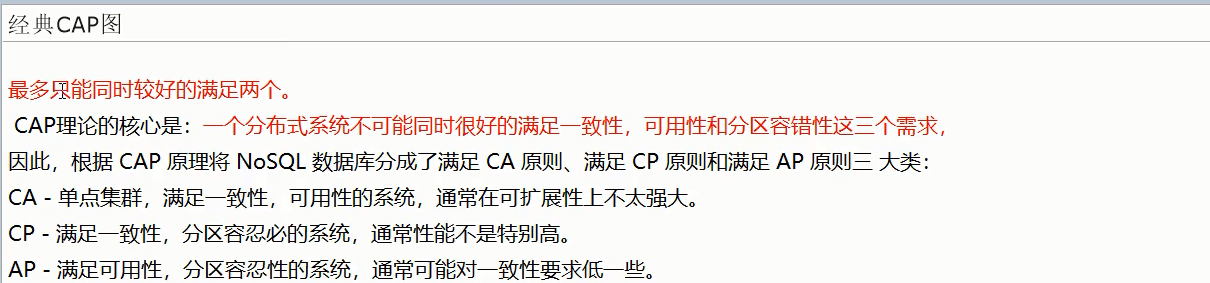 经典CAP图
最多只能同时较好的满足两个。
CAP理论的核心是：一个分布式系统不可能同时很好的满足一致性，可用性和分区容错性这三个需求，
因此，根据 CAP 原理将 NoSQL 数据库分成了满足 CA 原则、满足 CP 原则和满足 AP 原则三 大类：
CA - 单点集群，满足一致性，可用性的系统，通常在可扩展性上不太强大。
CP - 满足一致性，分区容忍必的系统，通常性能不是特别高。
AP - 满足可用性，分区容忍性的系统，通常可能对一致性要求低一些。